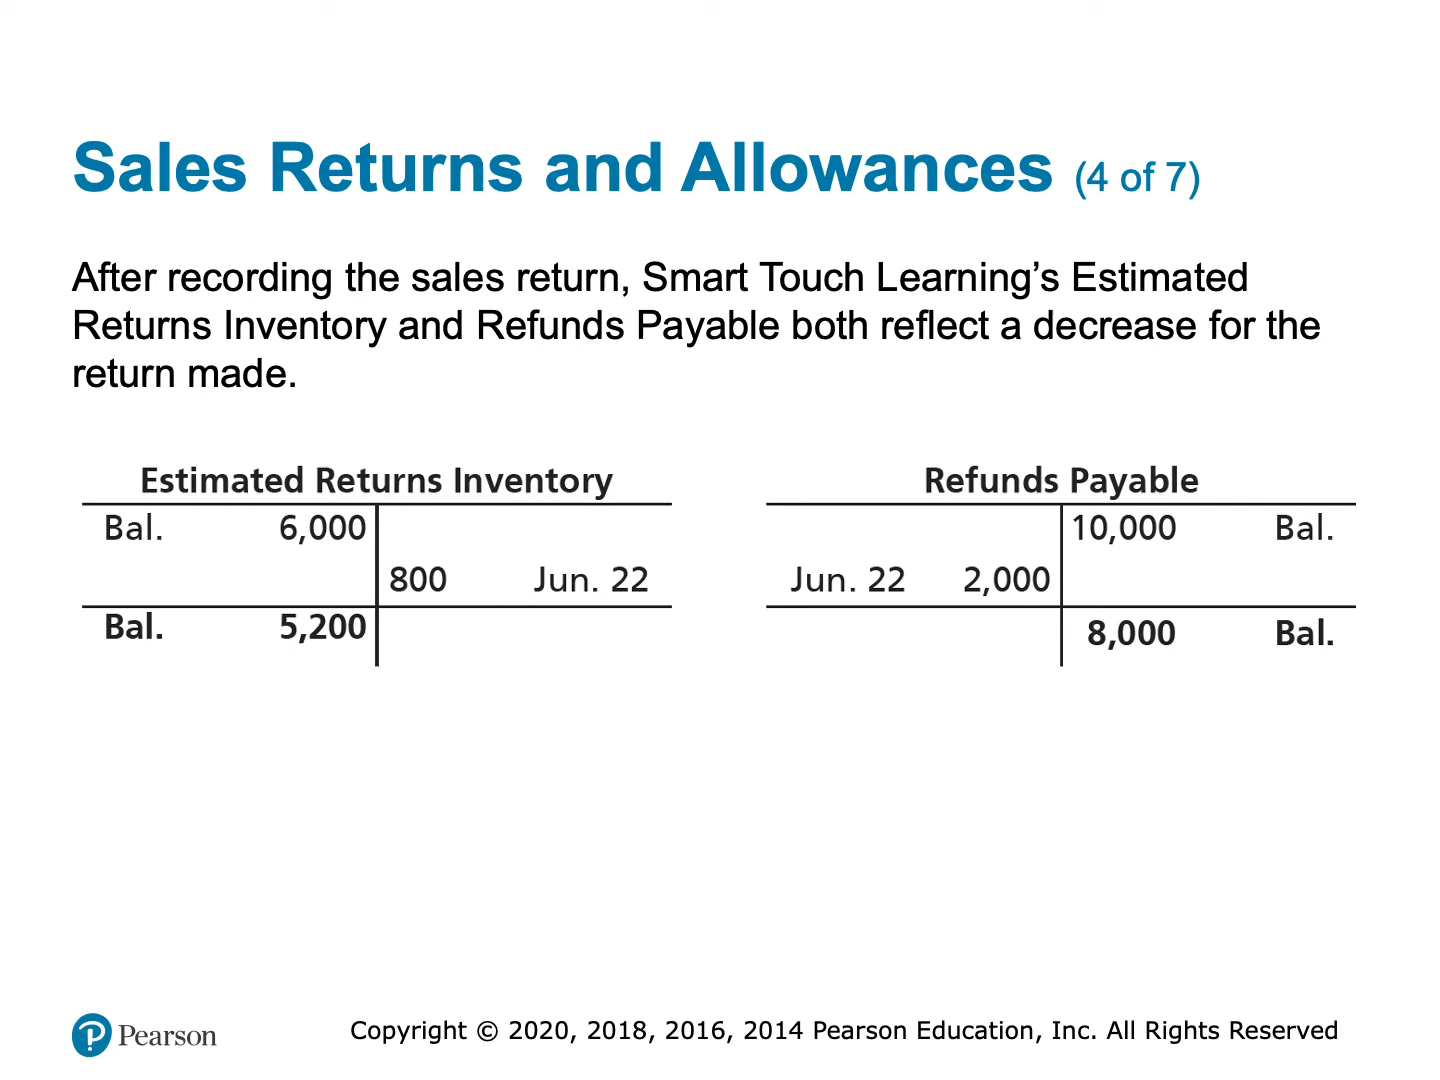 Sales Returns and Allowances (4 of 7)
After recording the sales return, Smart Touch Learning’s Estimated
Returns Inventory and Refunds Payable both reflect a decrease for the
return made.
Estimated Returns Inventory
Bal. 6,000
800 Jun. 22
Bal. 5,200
Refunds Payable
10,000 Bal.
Jun. 22 2,000
8,000 Bal.
Pearson
Copyright © 2020, 2018, 2016, 2014 Pearson Education, Inc. All Rights Reserved